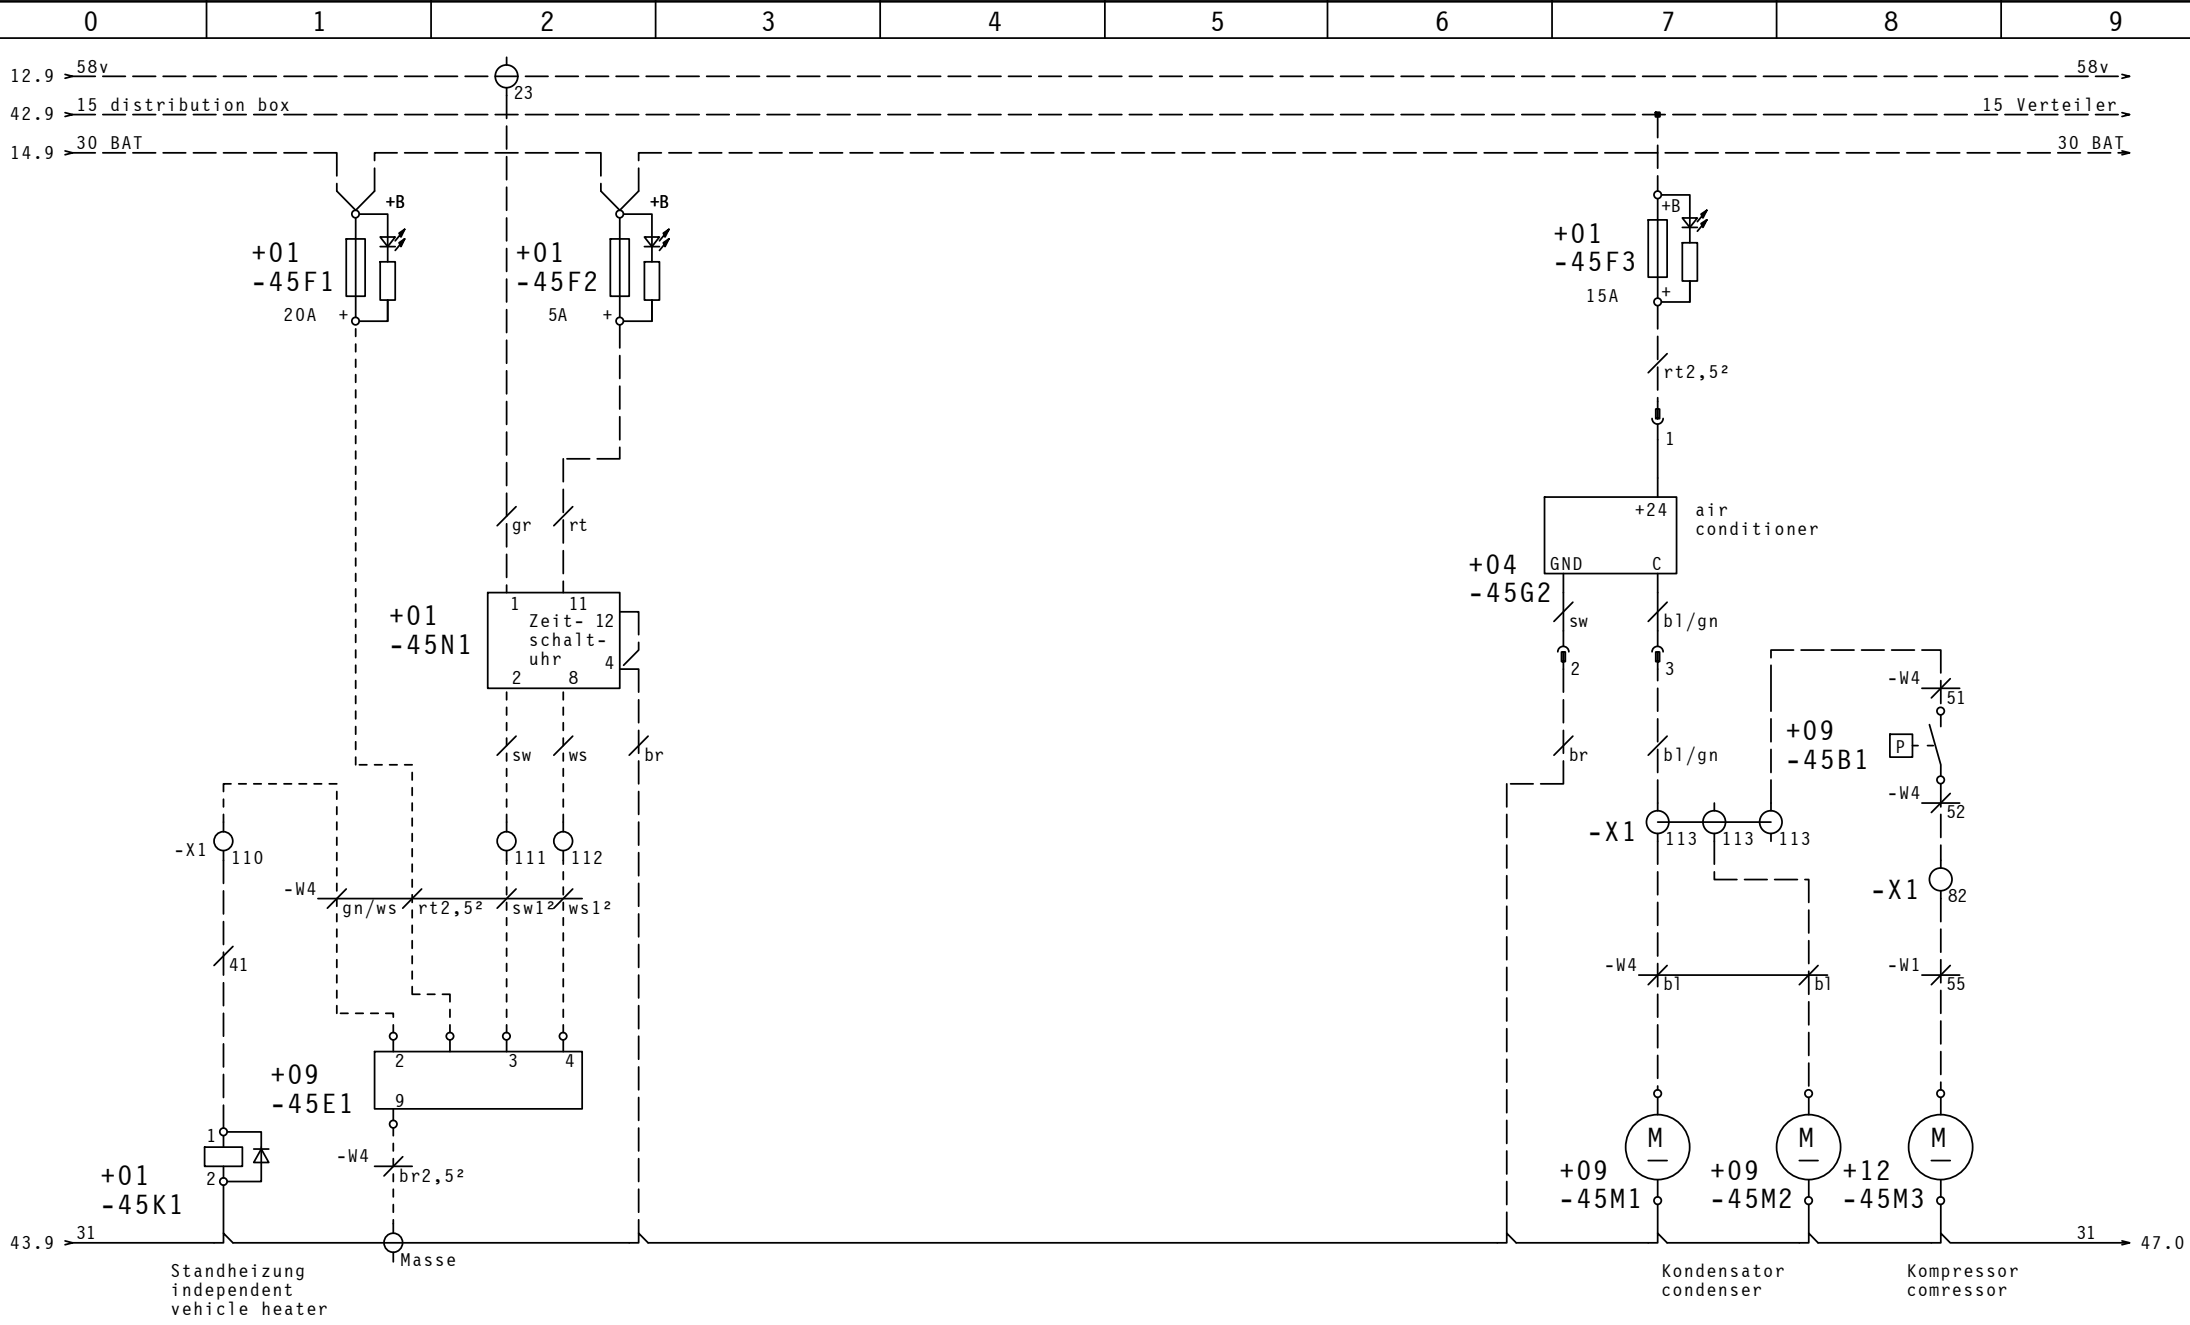 0 1 2 3 4 5 6 7 8 9
12.9 58v 58v
23
42.9 15 distribution box 15 Verteiler
14.9 30 BAT 30 BAT
+B +B +B
+01
-45F1
20A +
+01
-45F2
5A +
+01
-45F3
15A +
rt2,5²
1
gr rt
+24
air
conditioner
GND C
+04
-45G2
+01
-45N1
1 11
Zeit- 12
schalt-
uhr 4
2 8
sw bl/gn
2 3
-W4
51
sw ws br
br bl/gn
+09
-45B1
P
-W4
52
-X1 110
111 112
-X1 113 113 113
-W4
gn/ws rt2,5² sw1² ws1²
-X1 82
41
-W4 bl bl
-W1 55
2 3 4
+09
-45E1
9
1
2
+01
-45K1
-W4
br2,5²
M M M
+09
-45M1
+09
-45M2
+12
-45M3
43.9 31 31 47.0
Masse
Standheizung
independent
vehicle heater
Kondensator
condenser
Kompressor
comressor